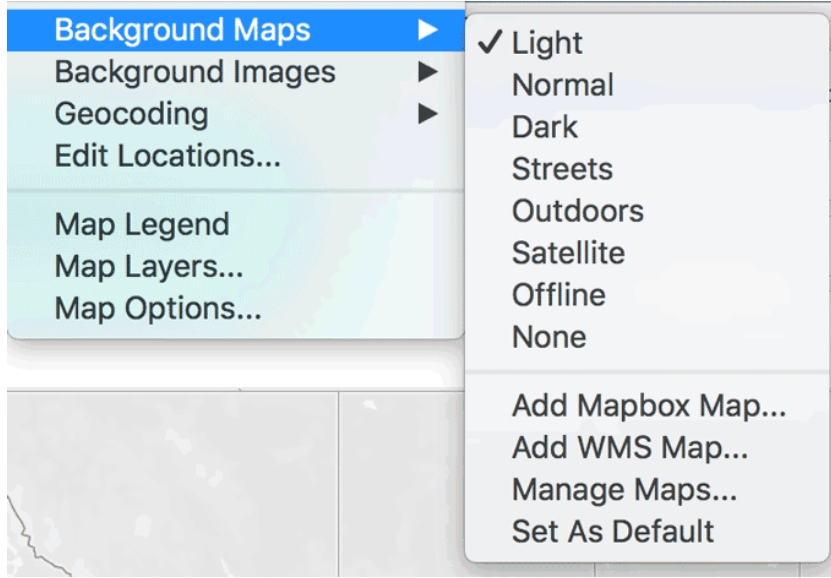 Background Maps
Background Images
Geocoding
Edit Locations...
Map Legend
Map Layers...
Map Options...
Light
Normal
Dark
Streets
Outdoors
Satellite
Offline
None
Add Mapbox Map...
Add WMS Map...
Manage Maps...
Set As Default